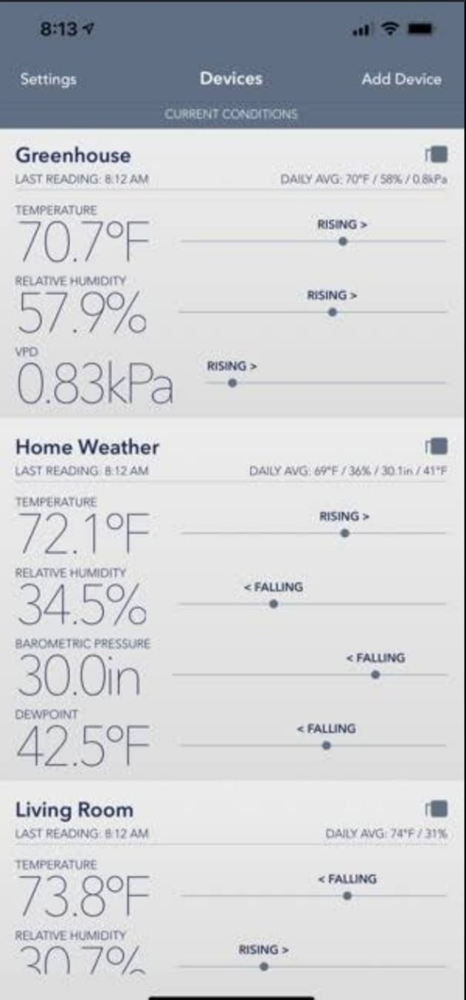 8:13
Settings Devices Add Device
CURRENT CONDITIONS
Greenhouse
LAST READING: 8:12 AM DAILY AVG: 70°F / 58% / 0.8kPa
TEMPERATURE
70.7°F RISING >
RELATIVE HUMIDITY
57.9% RISING >
VPD
0.83kPa RISING >
Home Weather
LAST READING: 8:12 AM DAILY AVG: 69°F / 36% / 30.1in / 41°F
TEMPERATURE
72.1°F RISING >
RELATIVE HUMIDITY
34.5% < FALLING
BAROMETRIC PRESSURE
30.0in < FALLING
DEWPOINT
42.5°F < FALLING
Living Room
LAST READING: 8:12 AM DAILY AVG: 74°F / 31%
TEMPERATURE
73.8°F < FALLING
RELATIVE HUMIDITY
30.7% RISING >